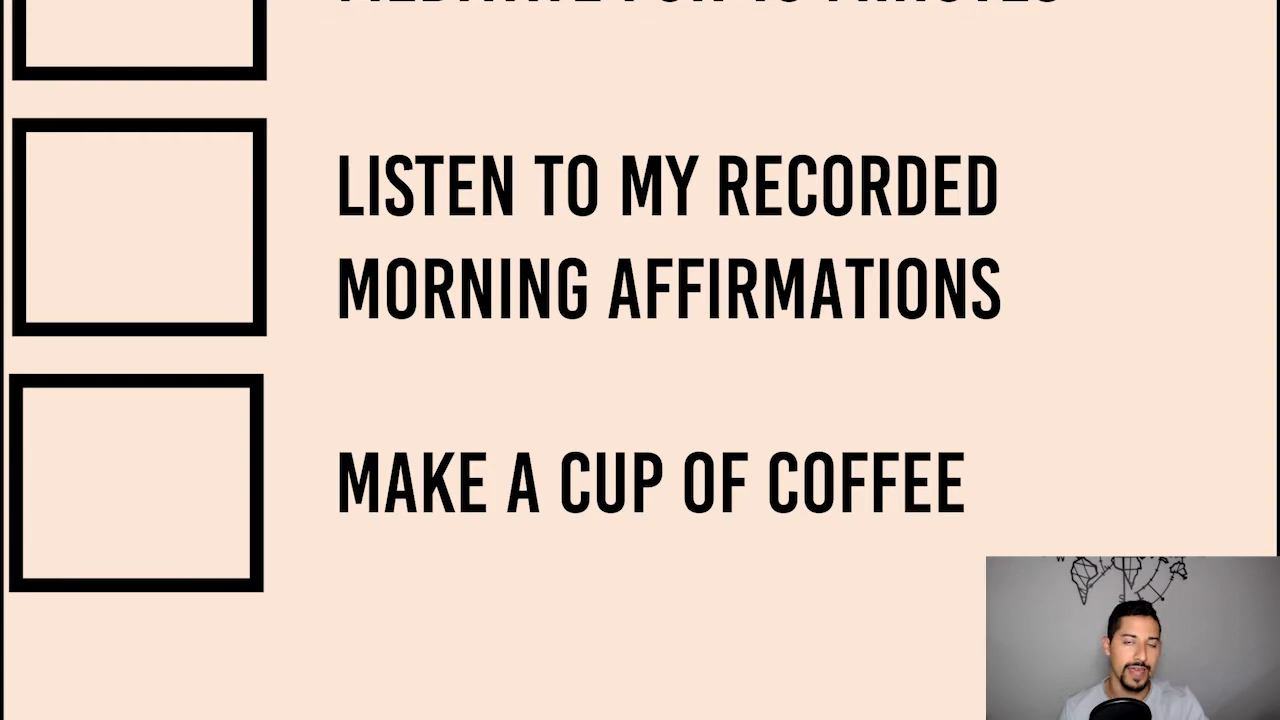 LISTEN TO MY RECORDED
MORNING AFFIRMATIONS
MAKE A CUP OF COFFEE